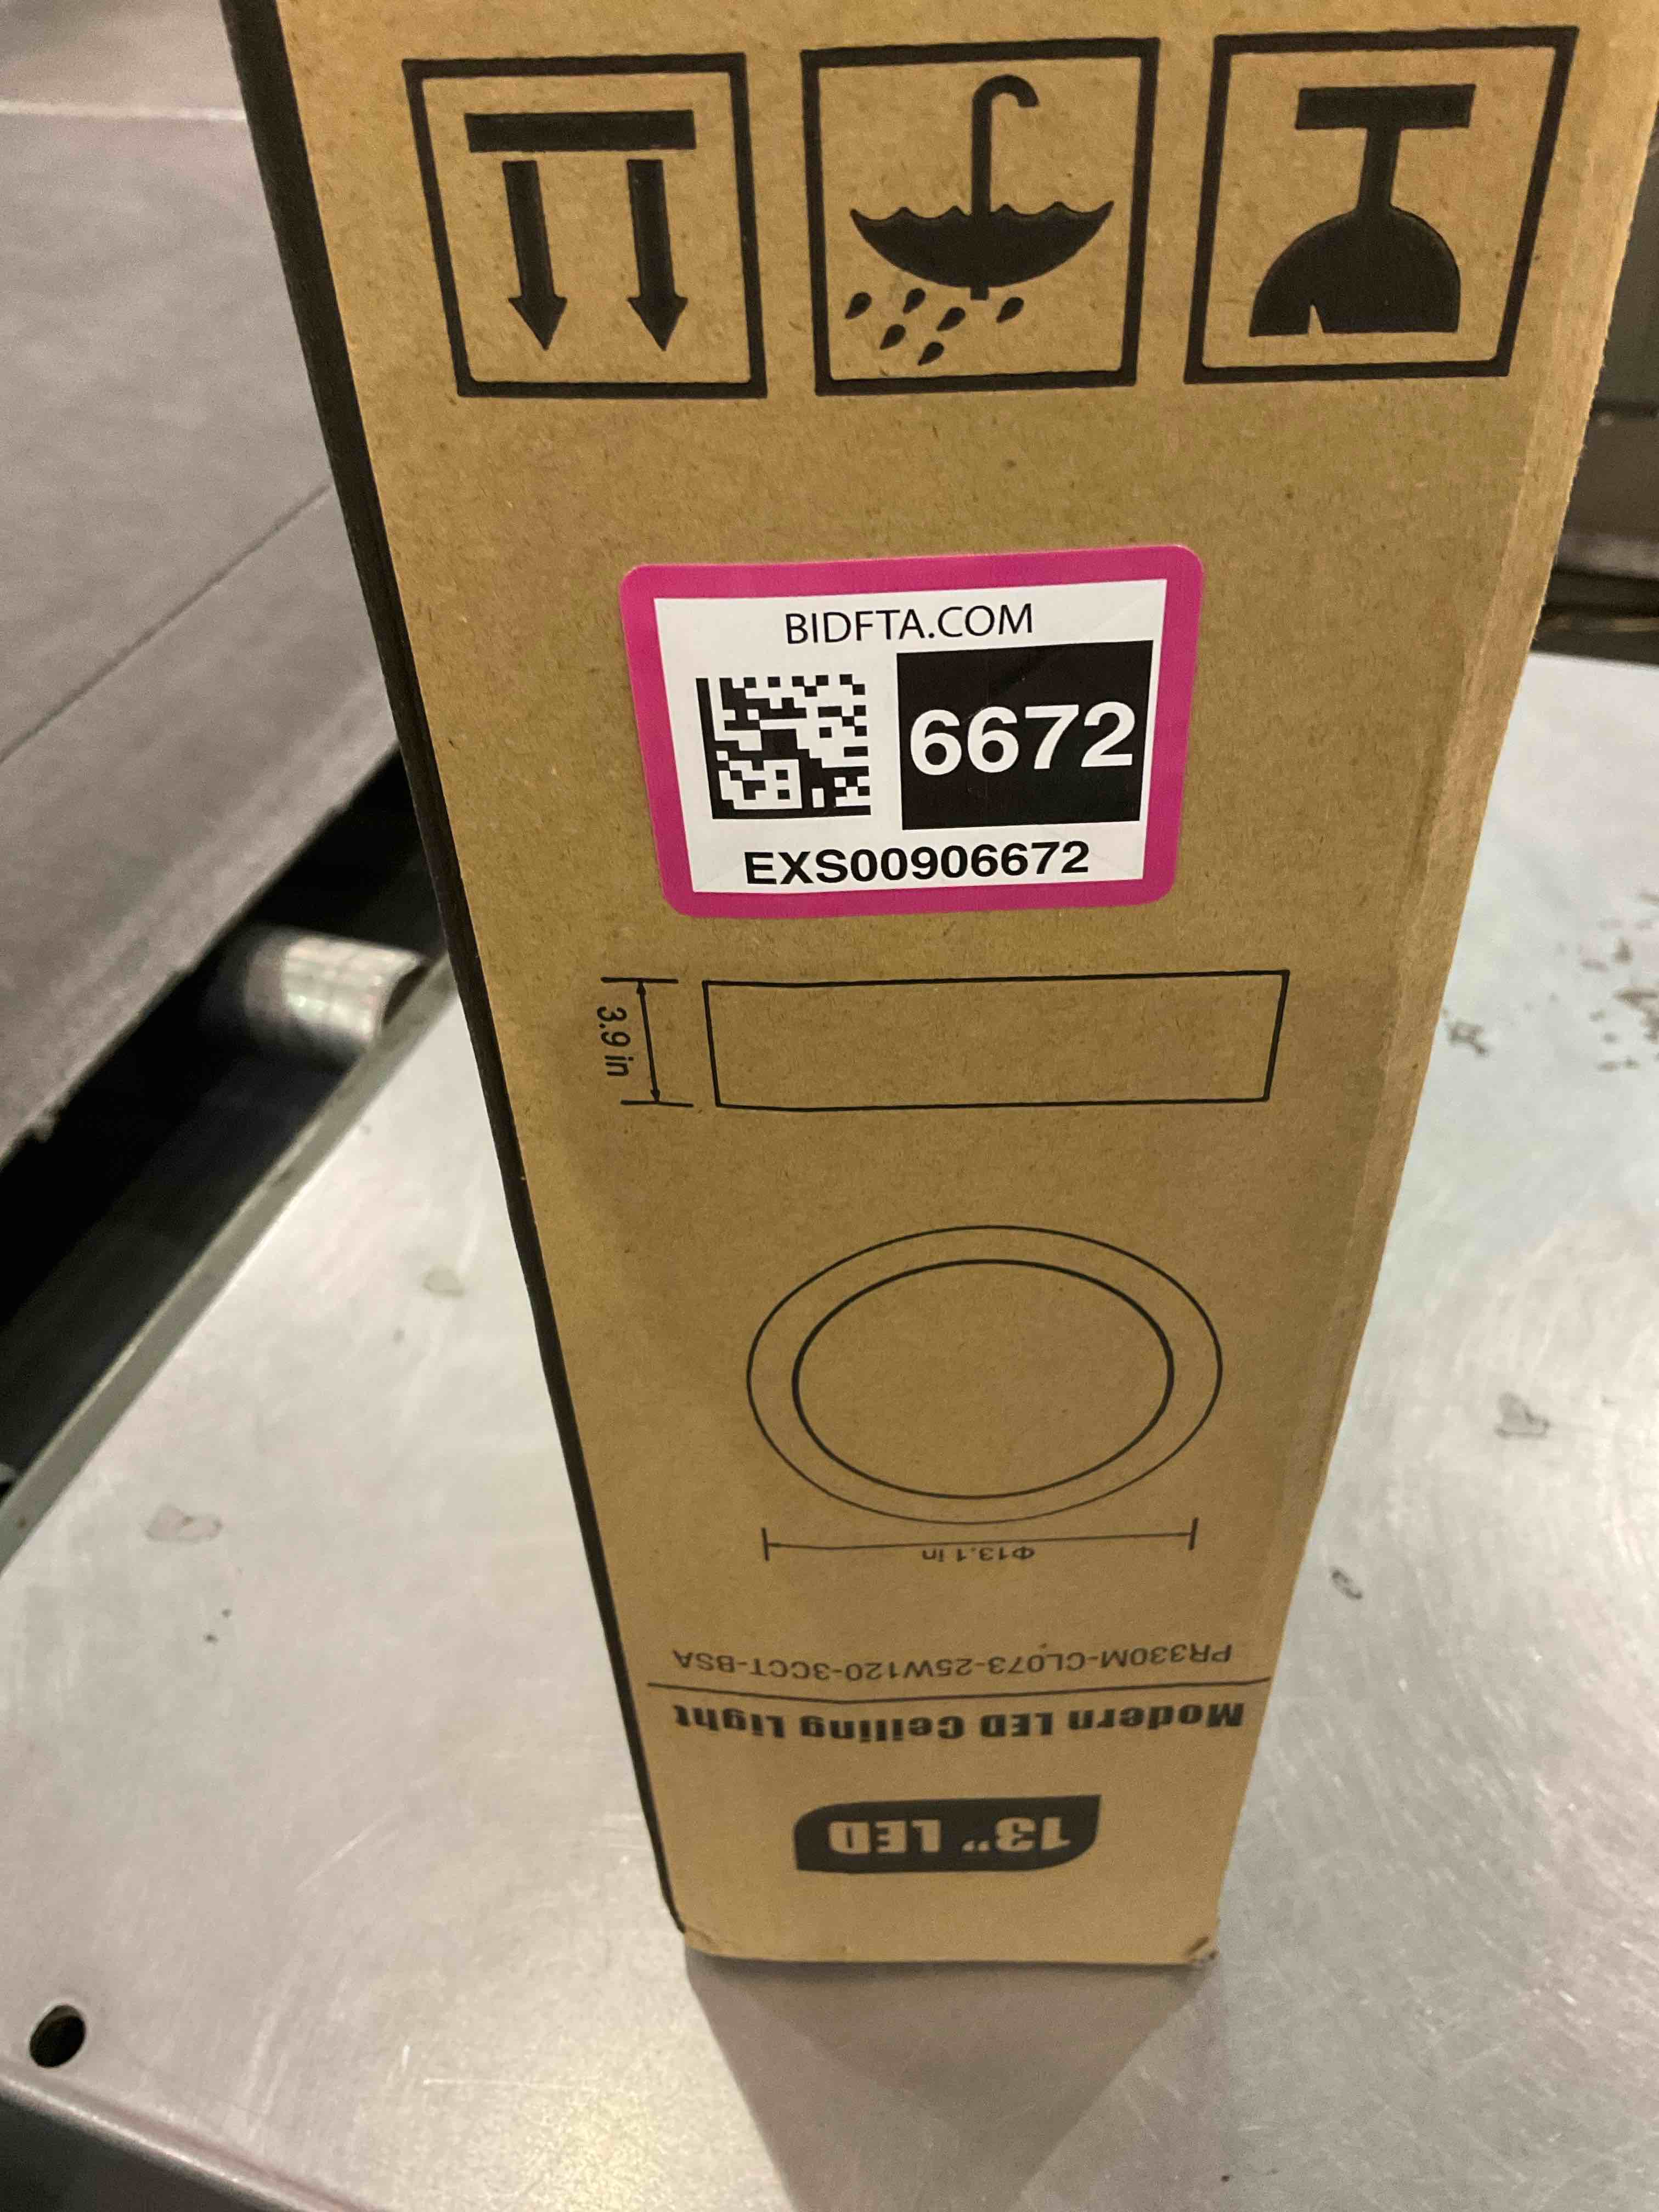 BIDFTA.COM
6672
EXS00906672
3.9 in
Φ13.1 in
PR330M-CL073-25W120-3CCT-BSA
Modern LED Ceiling Light
13" LED